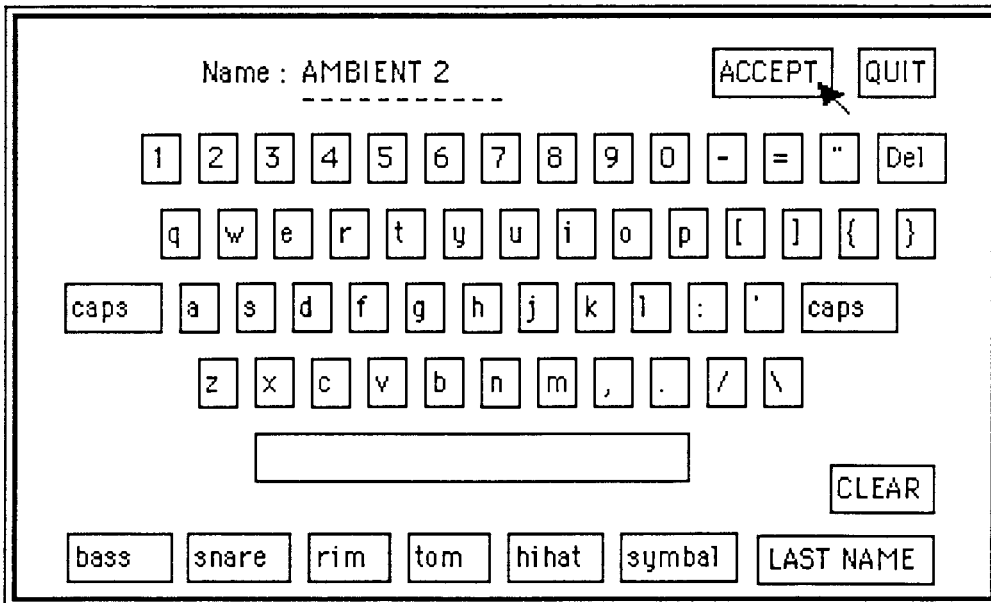 Name : AMBIENT 2 ACCEPT QUIT
1 2 3 4 5 6 7 8 9 0 - = " Del
q w e r t y u i o p [ ] { }
caps a s d f g h j k l : ' caps
z x c v b n m , . / \
CLEAR
bass snare rim tom hihat symbal LAST NAME